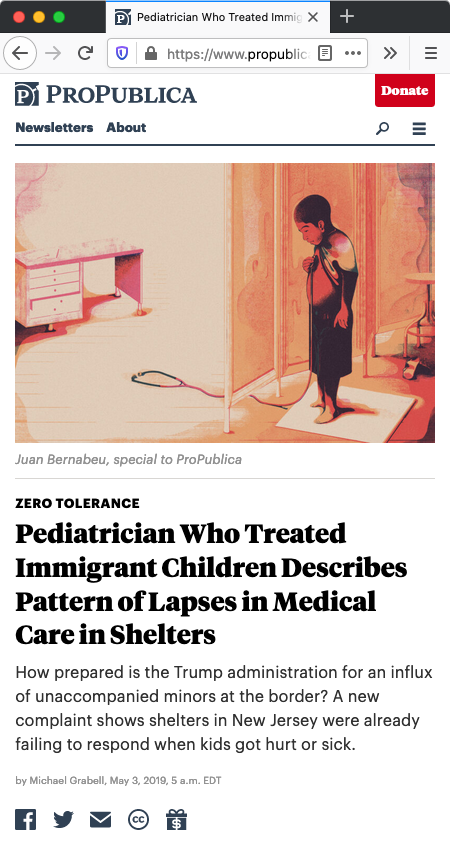 Pediatrician Who Treated Immig
https://www.propublic
PROPUBLICA
Donate
Newsletters About
Juan Bernabeu, special to ProPublica
ZERO TOLERANCE
Pediatrician Who Treated
Immigrant Children Describes
Pattern of Lapses in Medical
Care in Shelters
How prepared is the Trump administration for an influx
of unaccompanied minors at the border? A new
complaint shows shelters in New Jersey were already
failing to respond when kids got hurt or sick.
by Michael Grabell, May 3, 2019, 5 a.m. EDT
cc
$